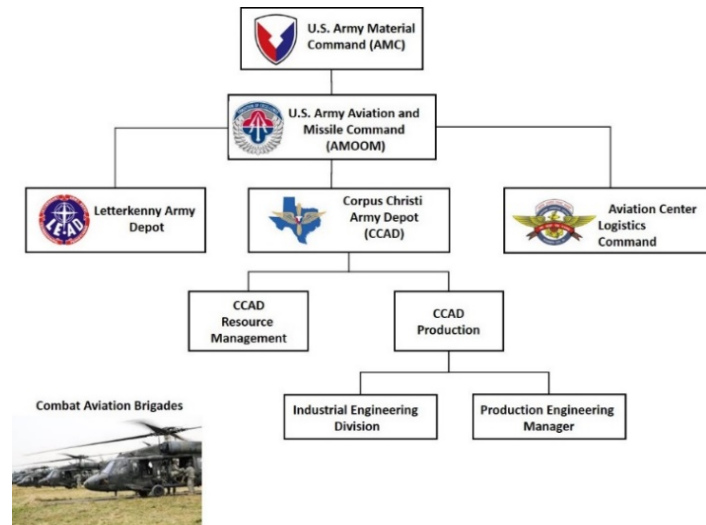 U.S. Army Material
Command (AMC)
U.S. Army Aviation and
Missile Command
(AMOOM)
Letterkenny Army
Depot
LEAD
Corpus Christi
Army Depot
(CCAD)
Aviation Center
Logistics
Command
CCAD
Resource
Management
CCAD
Production
Industrial Engineering
Division
Production Engineering
Manager
Combat Aviation Brigades